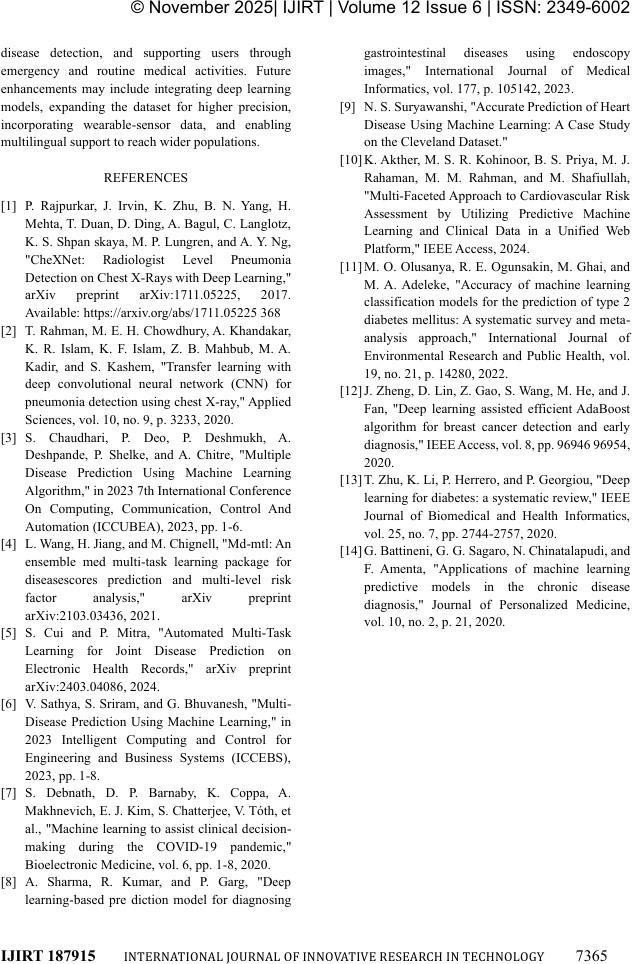 © November 2025| IJIRT | Volume 12 Issue 6 | ISSN: 2349-6002
disease detection, and supporting users through
emergency and routine medical activities. Future
enhancements may include integrating deep learning
models, expanding the dataset for higher precision,
incorporating wearable-sensor data, and enabling
multilingual support to reach wider populations.
REFERENCES
[1] P. Rajpurkar, J. Irvin, K. Zhu, B. N. Yang, H.
Mehta, T. Duan, D. Ding, A. Bagul, C. Langlotz,
K. S. Shpan skaya, M. P. Lungren, and A. Y. Ng,
"CheXNet: Radiologist Level Pneumonia
Detection on Chest X-Rays with Deep Learning,"
arXiv preprint arXiv:1711.05225, 2017.
Available: https://arxiv.org/abs/1711.05225 368
[2] T. Rahman, M. E. H. Chowdhury, A. Khandakar,
K. R. Islam, K. F. Islam, Z. B. Mahbub, M. A.
Kadir, and S. Kashem, "Transfer learning with
deep convolutional neural network (CNN) for
pneumonia detection using chest X-ray," Applied
Sciences, vol. 10, no. 9, p. 3233, 2020.
[3] S. Chaudhari, P. Deo, P. Deshmukh, A.
Deshpande, P. Shelke, and A. Chitre, "Multiple
Disease Prediction Using Machine Learning
Algorithm," in 2023 7th International Conference
On Computing, Communication, Control And
Automation (ICCUBEA), 2023, pp. 1-6.
[4] L. Wang, H. Jiang, and M. Chignell, "Md-mtl: An
ensemble med multi-task learning package for
diseasescores prediction and multi-level risk
factor analysis," arXiv preprint
arXiv:2103.03436, 2021.
[5] S. Cui and P. Mitra, "Automated Multi-Task
Learning for Joint Disease Prediction on
Electronic Health Records," arXiv preprint
arXiv:2403.04086, 2024.
[6] V. Sathya, S. Sriram, and G. Bhuvanesh, "Multi-
Disease Prediction Using Machine Learning," in
2023 Intelligent Computing and Control for
Engineering and Business Systems (ICCEBS),
2023, pp. 1-8.
[7] S. Debnath, D. P. Barnaby, K. Coppa, A.
Makhnevich, E. J. Kim, S. Chatterjee, V. Tóth, et
al., "Machine learning to assist clinical decision-
making during the COVID-19 pandemic,"
Bioelectronic Medicine, vol. 6, pp. 1-8, 2020.
[8] A. Sharma, R. Kumar, and P. Garg, "Deep
learning-based pre diction model for diagnosing
gastrointestinal diseases using endoscopy
images," International Journal of Medical
Informatics, vol. 177, p. 105142, 2023.
[9] N. S. Suryawanshi, "Accurate Prediction of Heart
Disease Using Machine Learning: A Case Study
on the Cleveland Dataset."
[10] K. Akther, M. S. R. Kohinoor, B. S. Priya, M. J.
Rahaman, M. M. Rahman, and M. Shafiullah,
"Multi-Faceted Approach to Cardiovascular Risk
Assessment by Utilizing Predictive Machine
Learning and Clinical Data in a Unified Web
Platform," IEEE Access, 2024.
[11] M. O. Olusanya, R. E. Ogunsakin, M. Ghai, and
M. A. Adeleke, "Accuracy of machine learning
classification models for the prediction of type 2
diabetes mellitus: A systematic survey and meta-
analysis approach," International Journal of
Environmental Research and Public Health, vol.
19, no. 21, p. 14280, 2022.
[12] J. Zheng, D. Lin, Z. Gao, S. Wang, M. He, and J.
Fan, "Deep learning assisted efficient AdaBoost
algorithm for breast cancer detection and early
diagnosis," IEEE Access, vol. 8, pp. 96946 96954,
2020.
[13] T. Zhu, K. Li, P. Herrero, and P. Georgiou, "Deep
learning for diabetes: a systematic review," IEEE
Journal of Biomedical and Health Informatics,
vol. 25, no. 7, pp. 2744-2757, 2020.
[14] G. Battineni, G. G. Sagaro, N. Chinatalapudi, and
F. Amenta, "Applications of machine learning
predictive models in the chronic disease
diagnosis," Journal of Personalized Medicine,
vol. 10, no. 2, p. 21, 2020.
IJIRT 187915 INTERNATIONAL JOURNAL OF INNOVATIVE RESEARCH IN TECHNOLOGY 7365